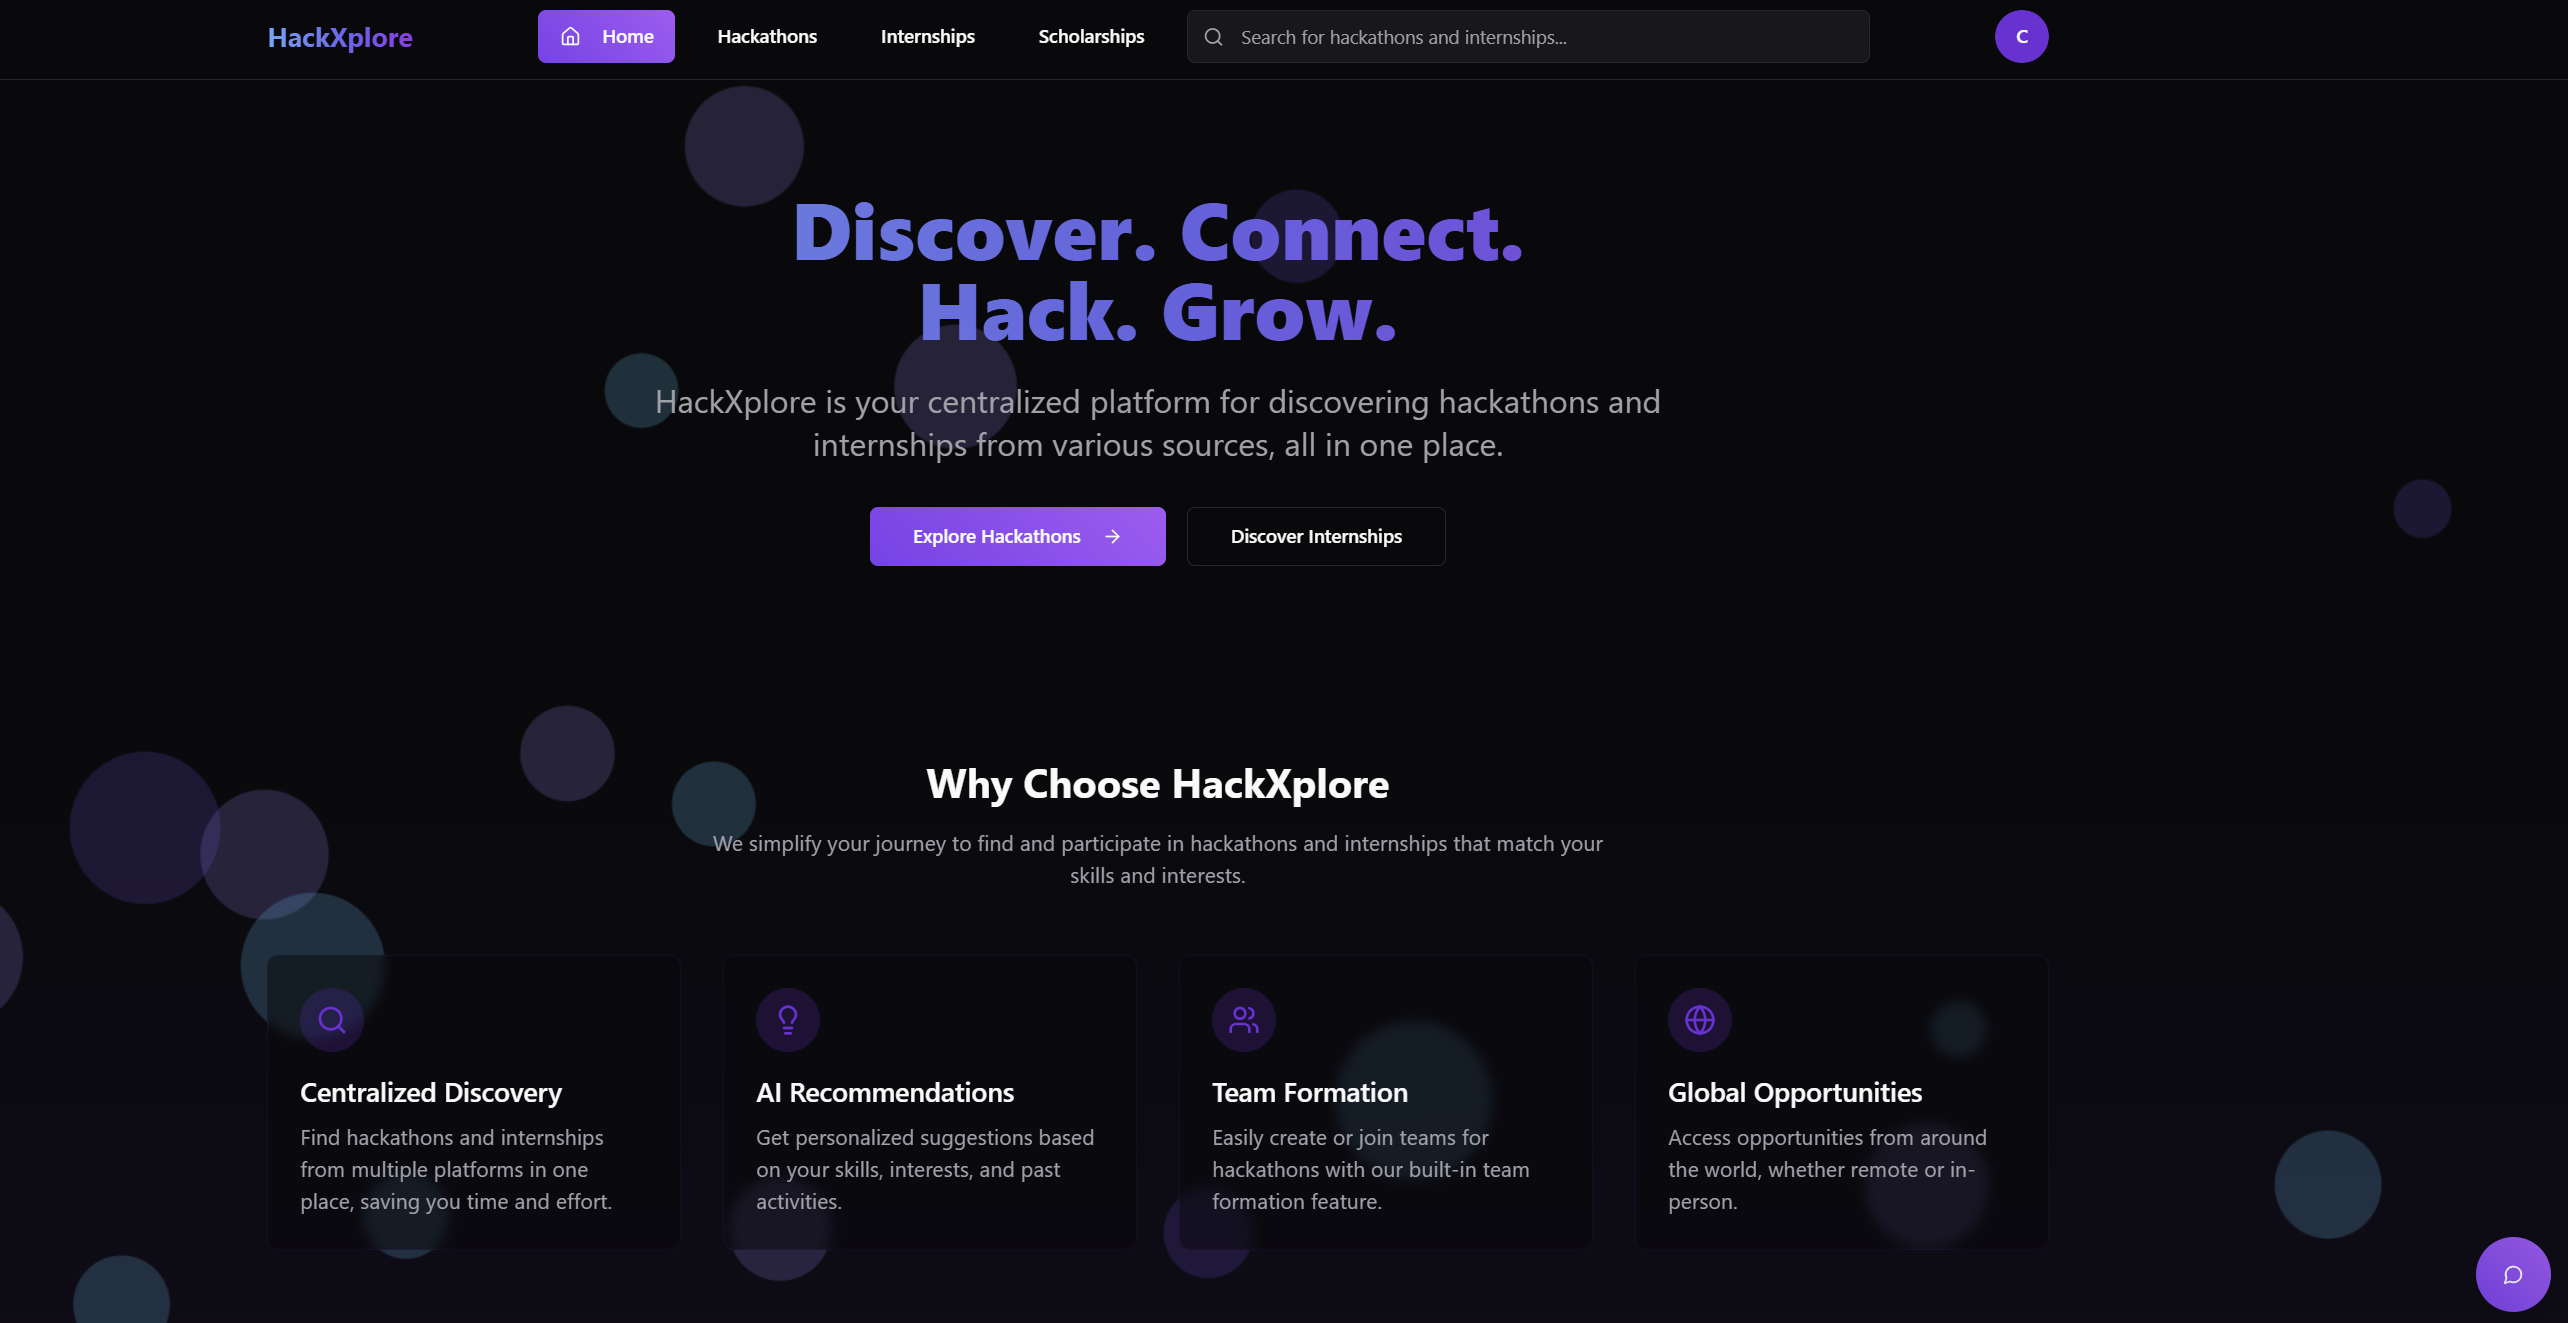 HackXplore
Home
Hackathons
Internships
Scholarships
Search for hackathons and internships...
C
Discover. Connect.
Hack. Grow.
HackXplore is your centralized platform for discovering hackathons and
internships from various sources, all in one place.
Explore Hackathons
Discover Internships
Why Choose HackXplore
We simplify your journey to find and participate in hackathons and internships that match your
skills and interests.
Centralized Discovery
Find hackathons and internships
from multiple platforms in one
place, saving you time and effort.
AI Recommendations
Get personalized suggestions based
on your skills, interests, and past
activities.
Team Formation
Easily create or join teams for
hackathons with our built-in team
formation feature.
Global Opportunities
Access opportunities from around
the world, whether remote or in-
person.